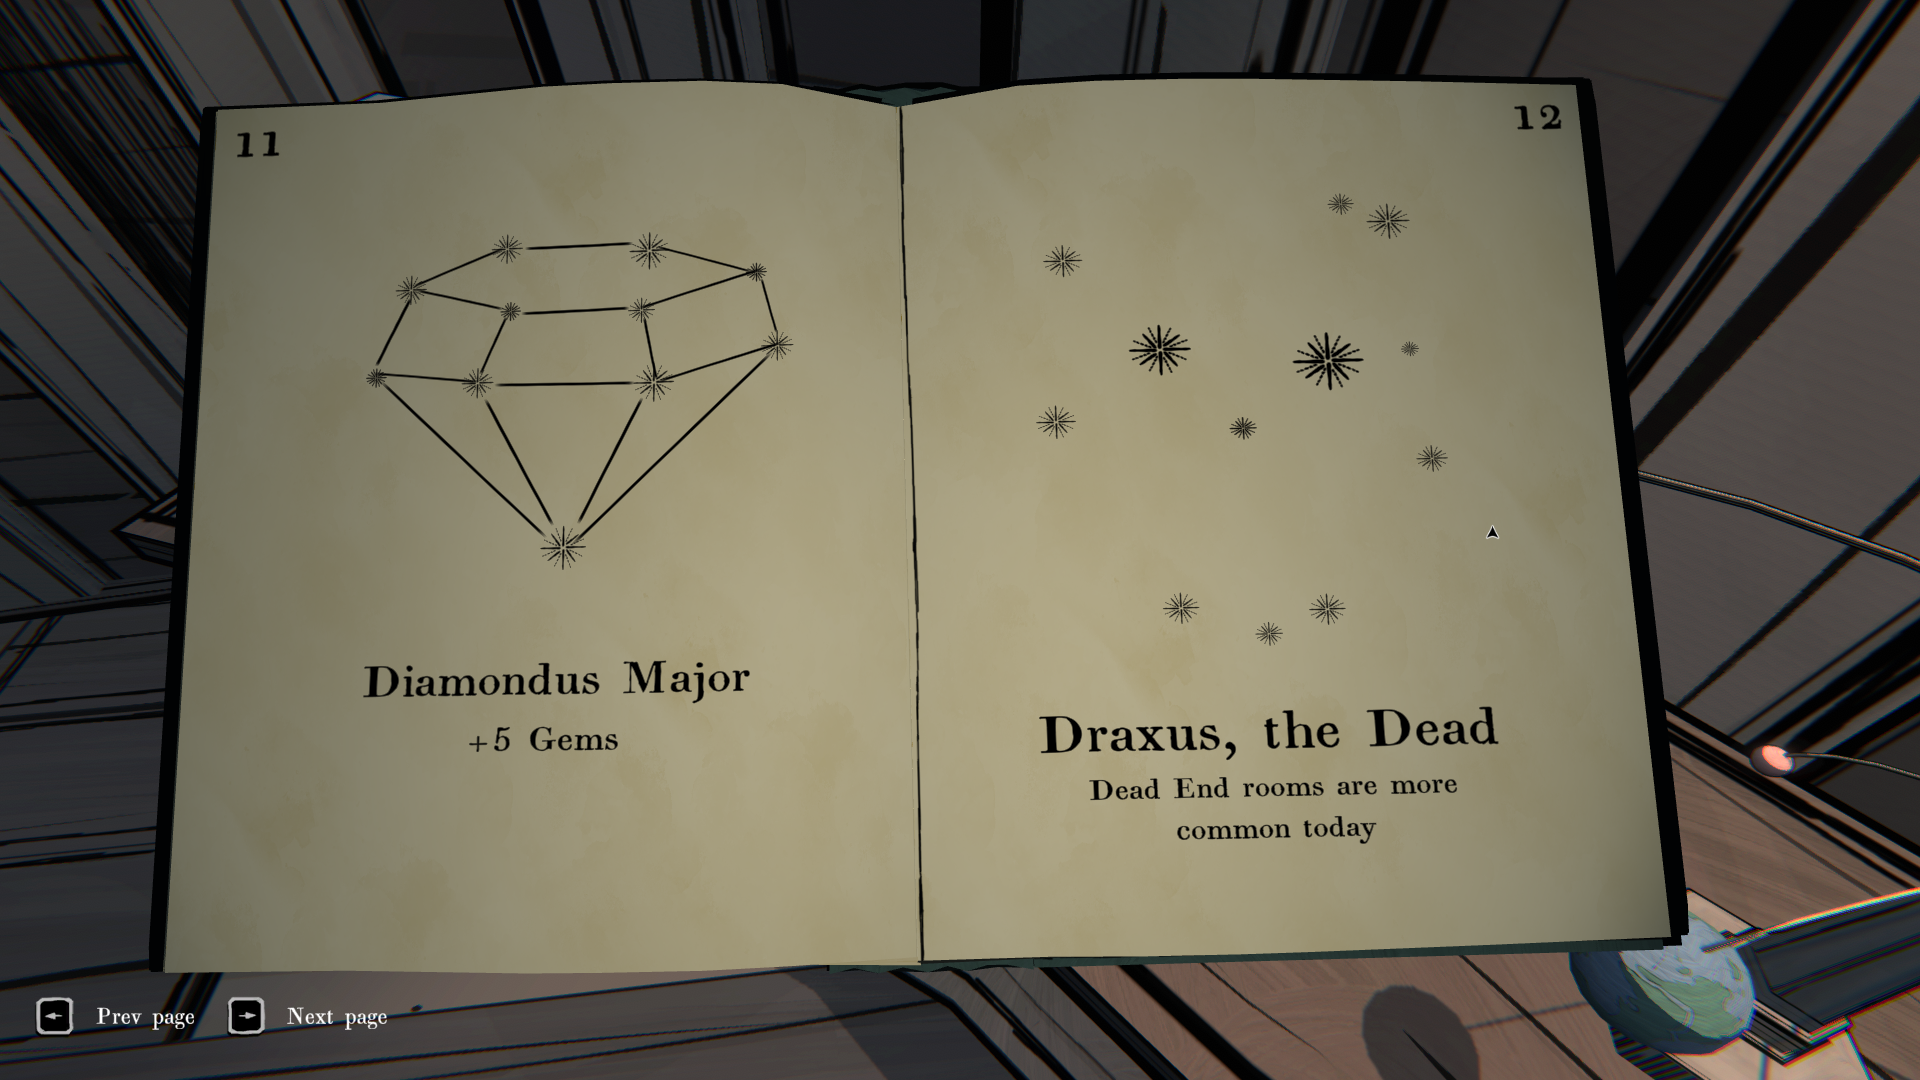 11
Diamondus Major
+5 Gems
12
Draxus, the Dead
Dead End rooms are more
common today
Prev page
Next page